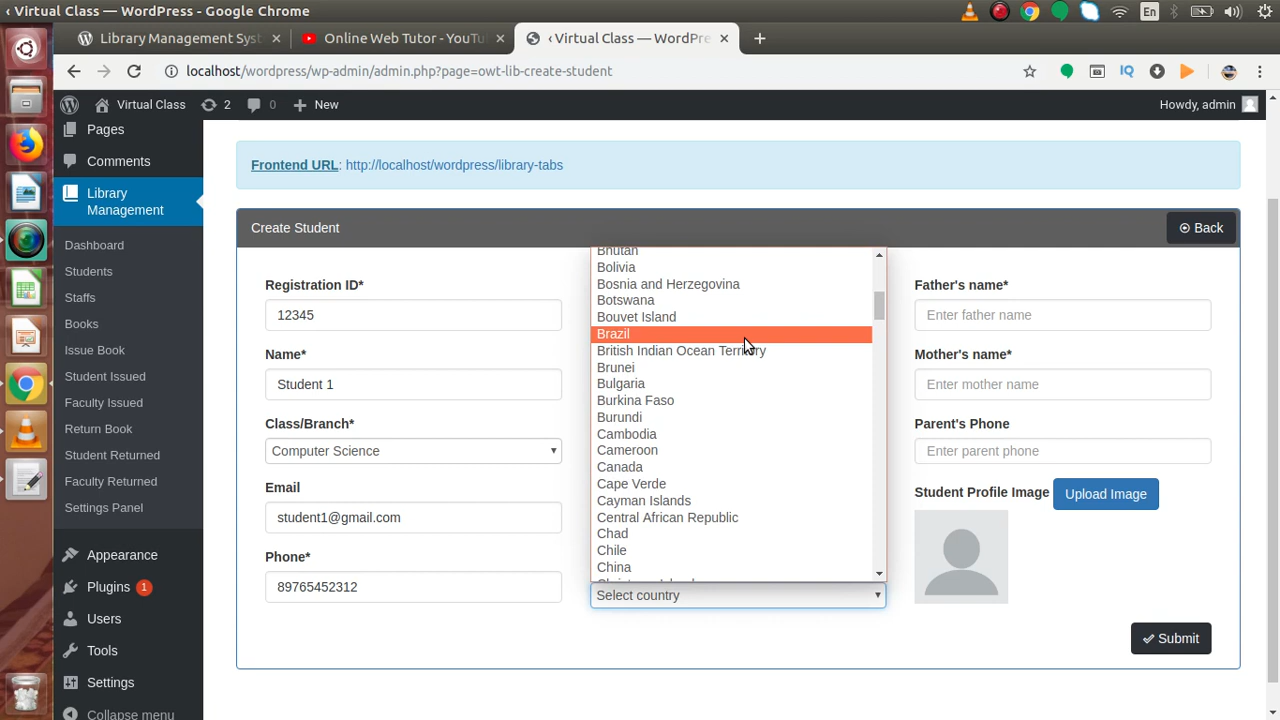 ‹ Virtual Class — WordPress - Google Chrome
En
Library Management Syst
Online Web Tutor - YouTu
‹ Virtual Class — WordPre
localhost/wordpress/wp-admin/admin.php?page=owt-lib-create-student
IQ
Virtual Class
2
0
New
Howdy, admin
Pages
Comments
Library
Management
Dashboard
Students
Staffs
Books
Issue Book
Student Issued
Faculty Issued
Return Book
Student Returned
Faculty Returned
Settings Panel
Appearance
Plugins 1
Users
Tools
Settings
Collapse menu
Frontend URL: http://localhost/wordpress/library-tabs
Create Student
Back
Registration ID*
12345
Name*
Student 1
Class/Branch*
Computer Science
Email
student1@gmail.com
Phone*
89765452312
Bhutan
Bolivia
Bosnia and Herzegovina
Botswana
Bouvet Island
Brazil
British Indian Ocean Territory
Brunei
Bulgaria
Burkina Faso
Burundi
Cambodia
Cameroon
Canada
Cape Verde
Cayman Islands
Central African Republic
Chad
Chile
China
Christmas Island
Select country
Father's name*
Enter father name
Mother's name*
Enter mother name
Parent's Phone
Enter parent phone
Student Profile Image
Upload Image
Submit